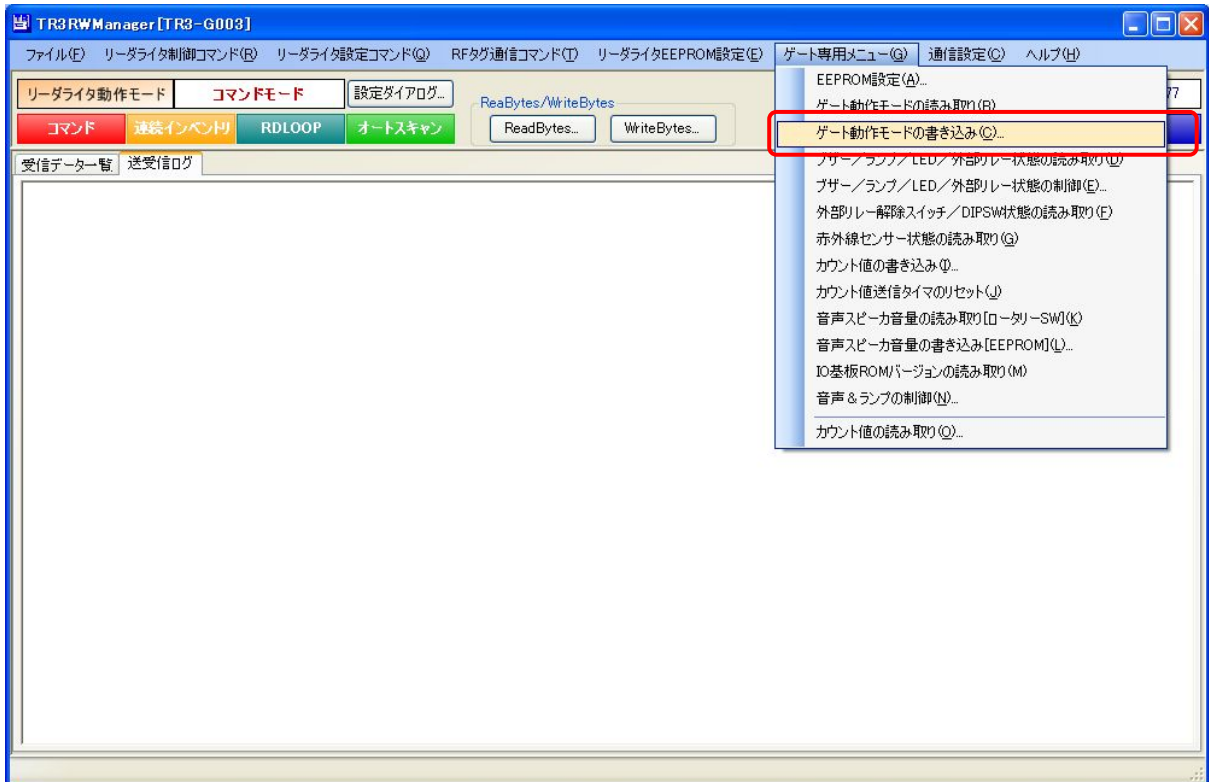 TR3RWManager[TR3-G003]
ファイル(F) リーダライタ制御コマンド(R) リーダライタ設定コマンド(Q) RFタグ通信コマンド(T) リーダライタEEPROM設定(E) ゲート専用メニュー(G) 通信設定(C) ヘルプ(H)
リーダライタ動作モード コマンドモード 設定ダイアログ...
コマンド 連続インベントリ RDLOOP オートスキャン
ReaBytes/WriteBytes
ReadBytes... WriteBytes...
77
受信データ一覧 送受信ログ
EEPROM設定(A)...
ゲート動作モードの読み取り(B)
ゲート動作モードの書き込み(C)...
ブザー／ランプ／LED／外部リレー状態の読み取り(D)
ブザー／ランプ／LED／外部リレー状態の制御(E)...
外部リレー解除スイッチ／DIPSW状態の読み取り(F)
赤外線センサー状態の読み取り(G)
カウント値の書き込み(I)...
カウント値送信タイマのリセット(J)
音声スピーカ音量の読み取り[ロータリーSW](K)
音声スピーカ音量の書き込み[EEPROM](L)...
IO基板ROMバージョンの読み取り(M)
音声＆ランプの制御(N)...
カウント値の読み取り(O)...